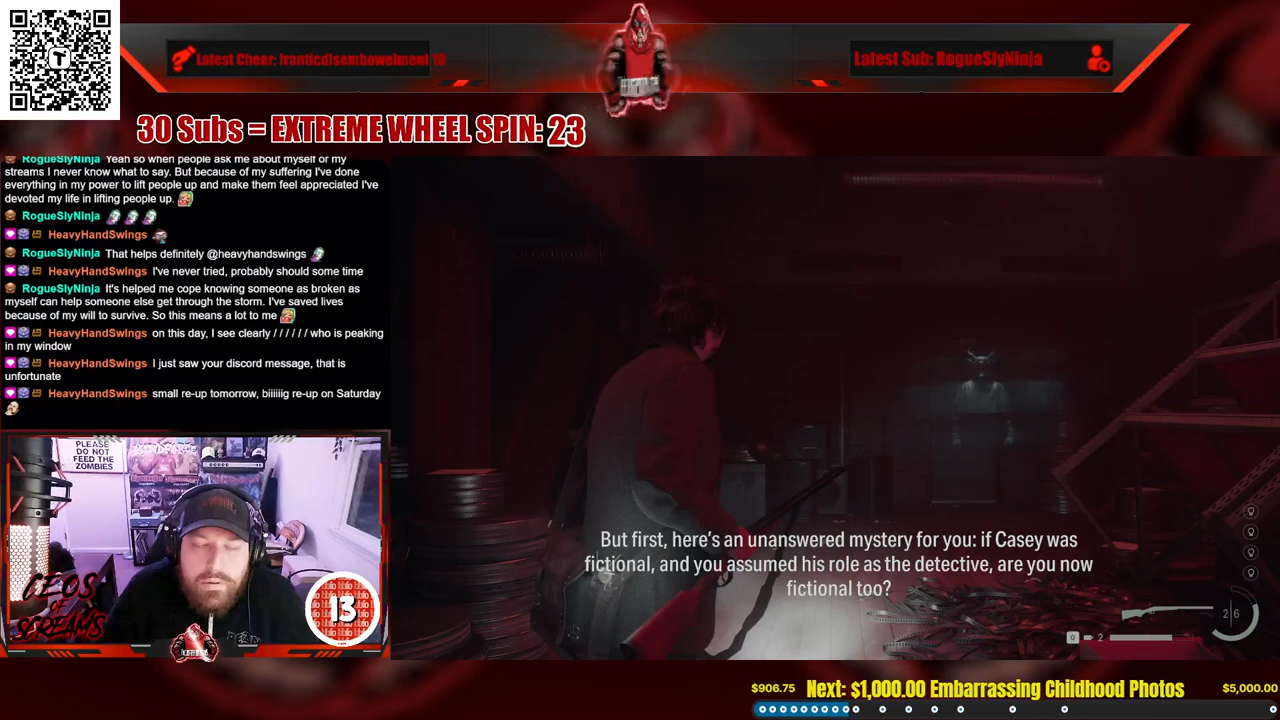 Latest Cheer: franticdisembowelment 10
Latest Sub: RogueSlyNinja
30 Subs = EXTREME WHEEL SPIN: 23
RogueSlyNinja Yeah so when people ask me about myself or my
streams I never know what to say. But because of my suffering I've done
everything in my power to lift people up and make them feel appreciated I've
devoted my life in lifting people up.
RogueSlyNinja
HeavyHandSwings
RogueSlyNinja That helps definitely @heavyhandswings
HeavyHandSwings I've never tried, probably should some time
RogueSlyNinja It's helped me cope knowing someone as broken as
myself can help someone else get through the storm. I've saved lives
because of my will to survive. So this means a lot to me
HeavyHandSwings on this day, I see clearly / / / / / / who is peaking
in my window
HeavyHandSwings I just saw your discord message, that is
unfortunate
HeavyHandSwings small re-up tomorrow, biiiiiig re-up on Saturday
PLEASE
DO NOT
FEED THE
ZOMBIES
CEOS
OF
SCREAMS
13
But first, here's an unanswered mystery for you: if Casey was
fictional, and you assumed his role as the detective, are you now
fictional too?
2 6
Q 2
$906.75 Next: $1,000.00 Embarrassing Childhood Photos $5,000.00